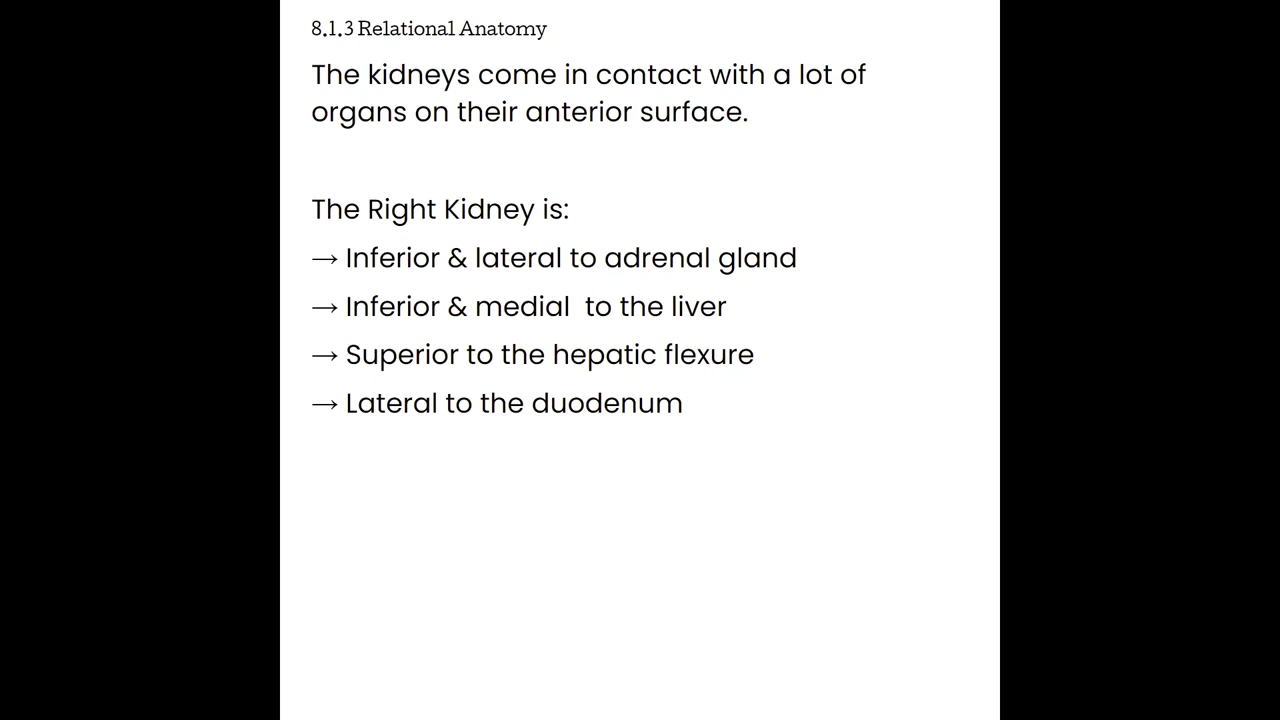 8.1.3 Relational Anatomy
The kidneys come in contact with a lot of
organs on their anterior surface.
The Right Kidney is:
→ Inferior & lateral to adrenal gland
→ Inferior & medial  to the liver
→ Superior to the hepatic flexure
→ Lateral to the duodenum